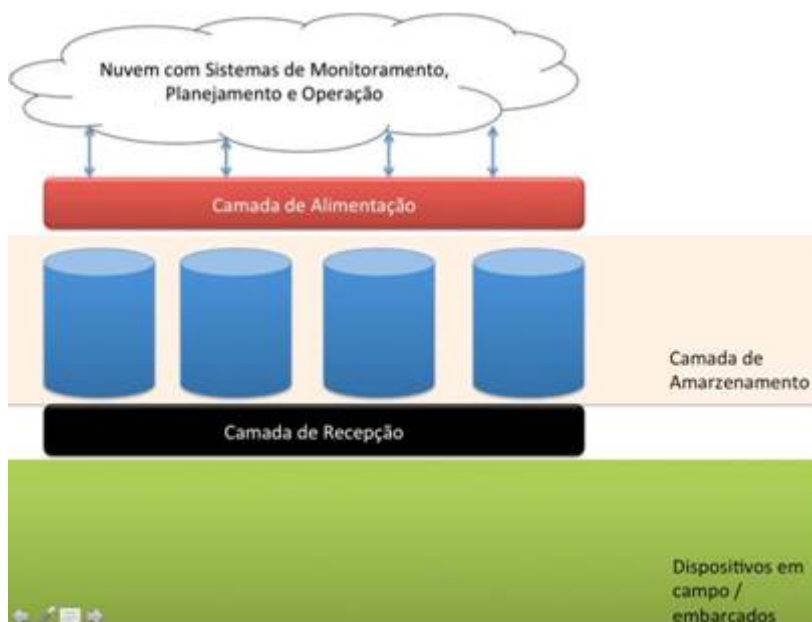 Nuvem com Sistemas de Monitoramento,
Planejamento e Operação
Camada de Alimentação
Camada de
Amarzenamento
Camada de Recepção
Dispositivos em
campo /
embarcados